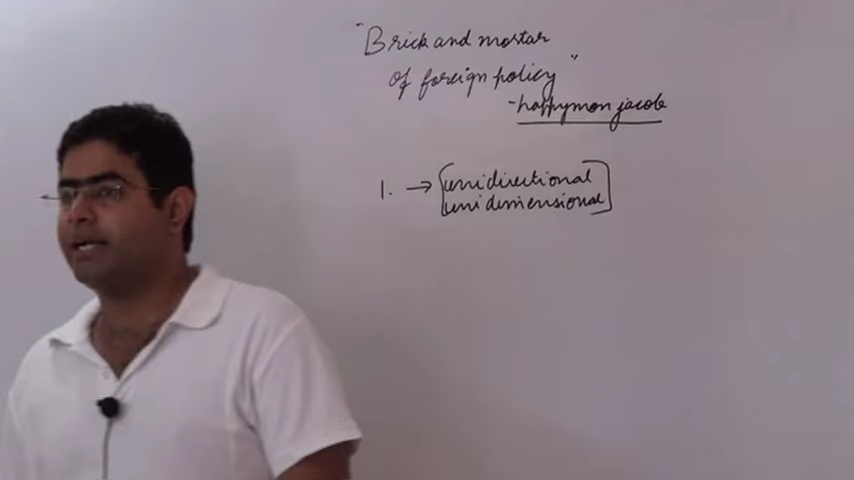 "Brick and mortar
of foreign policy"
-happymon jacob
1. → [unidirectional
unidimensional]